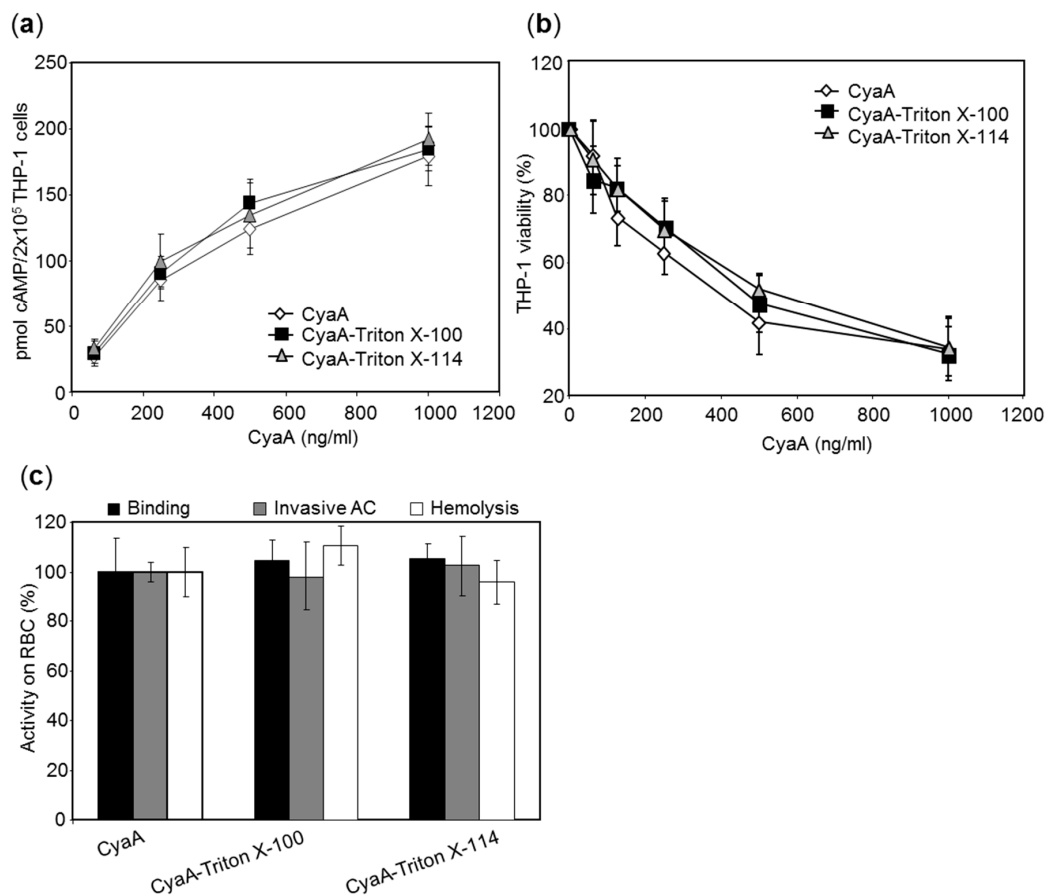 (a)
250
200
150
100
50
0
pmol cAMP/2x10⁵ THP-1 cells
CyaA
CyaA-Triton X-100
CyaA-Triton X-114
0 200 400 600 800 1000 1200
CyaA (ng/ml)
(b)
120
100
80
60
40
20
THP-1 viability (%)
CyaA
CyaA-Triton X-100
CyaA-Triton X-114
0 200 400 600 800 1000 1200
CyaA (ng/ml)
(c)
Binding Invasive AC Hemolysis
120
100
80
60
40
20
0
Activity on RBC (%)
CyaA
CyaA-Triton X-100
CyaA-Triton X-114